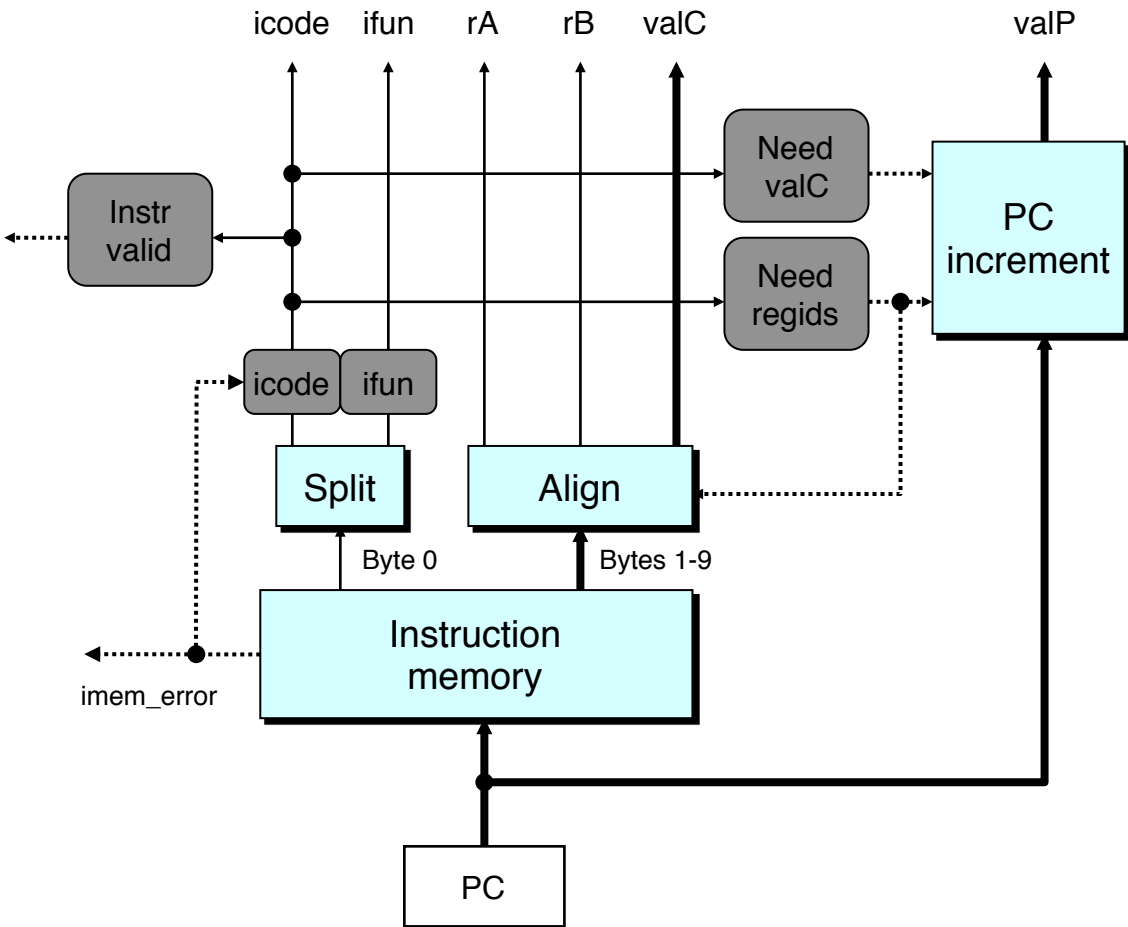 icode ifun rA rB valC valP
Need
valC
Instr
valid
PC
increment
Need
regids
icode ifun
Split
Align
Byte 0
Bytes 1-9
Instruction
memory
imem_error
PC